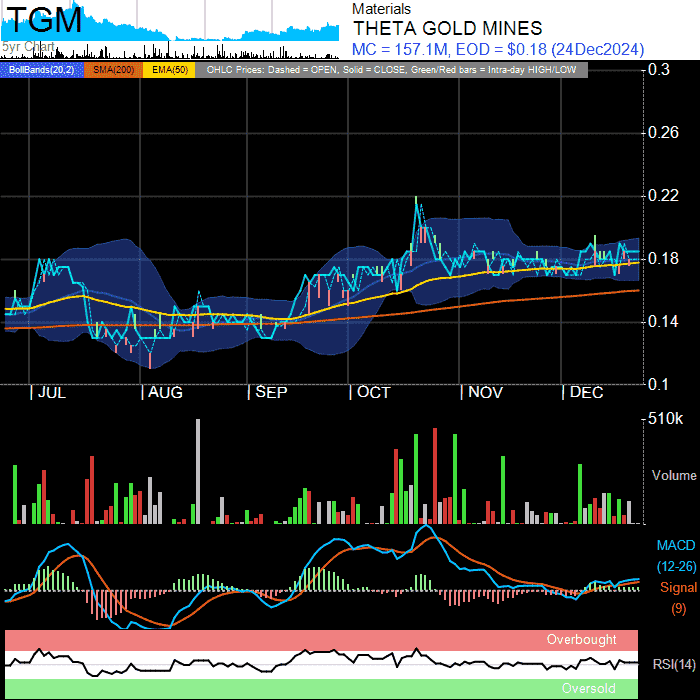 TGM
5yr Chart
Materials
THETA GOLD MINES
MC = 157.1M, EOD = $0.18 (24Dec2024)
BollBands(20,2) SMA(200) EMA(50) OHLC Prices: Dashed = OPEN, Solid = CLOSE, Green/Red bars = Intra-day HIGH/LOW
0.3
0.26
0.22
0.18
0.14
0.1
JUL AUG SEP OCT NOV DEC
510k
Volume
MACD
(12-26)
Signal
(9)
Overbought
RSI(14)
Oversold